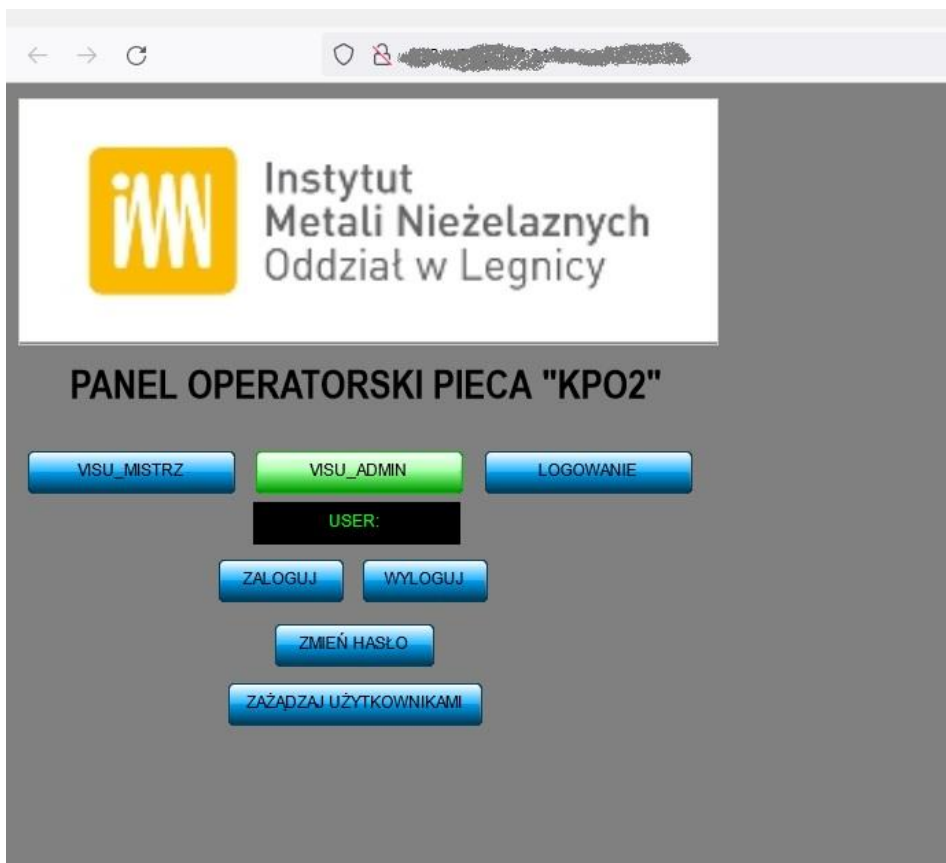 imn
Instytut
Metali Nieżelaznych
Oddział w Legnicy
PANEL OPERATORSKI PIECA "KPO2"
VISU_MISTRZ VISU_ADMIN LOGOWANIE
USER:
ZALOGUJ WYLOGUJ
ZMIEŃ HASŁO
ZAŻĄDZAJ UŻYTKOWNIKAMI